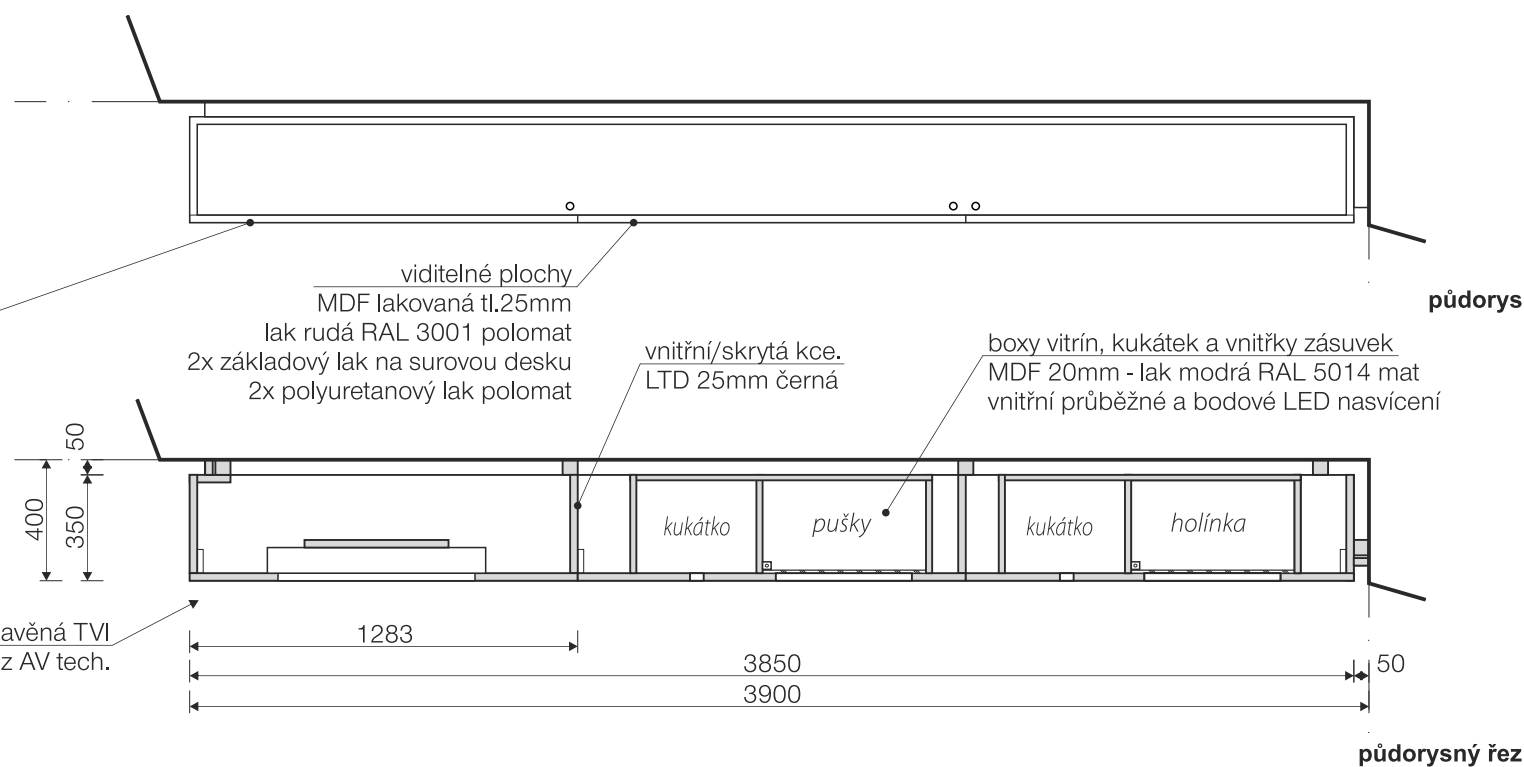 viditelné plochy
MDF lakovaná tl.25mm
lak rudá RAL 3001 polomat
2x základový lak na surovou desku
2x polyuretanový lak polomat
půdorys
vnitřní/skrytá kce.
LTD 25mm černá
boxy vitrín, kukátek a vnitřky zásuvek
MDF 20mm - lak modrá RAL 5014 mat
vnitřní průběžné a bodové LED nasvícení
50
400
350
kukátko
pušky
kukátko
holínka
avěná TVI
z AV tech.
1283
3850
50
3900
půdorysný řez